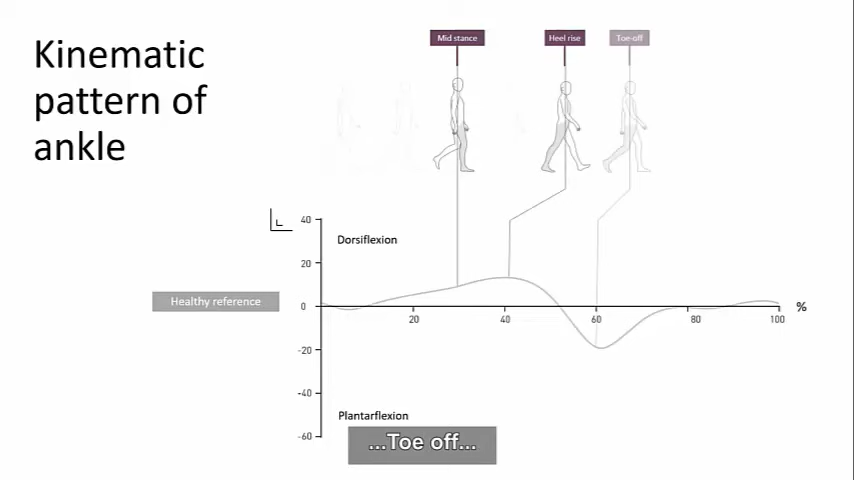 Kinematic
pattern of
ankle
Mid stance
Heel rise
Toe-off
40
Dorsiflexion
20
Healthy reference
0
%
20
40
60
80
100
-20
-40
Plantarflexion
-60
...Toe off...